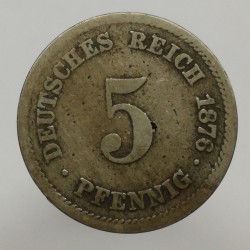 DEUTSCHES REICH 1876
5
• PFENNIG •